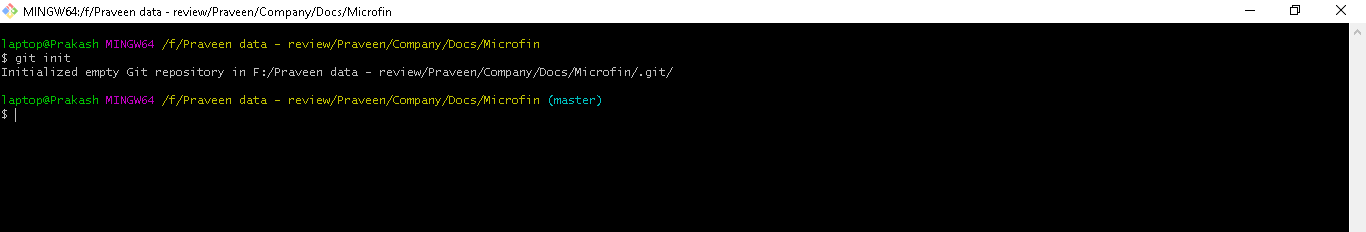 MINGW64:/f/Praveen data - review/Praveen/Company/Docs/Microfin
laptop@Prakash MINGW64 /f/Praveen data - review/Praveen/Company/Docs/Microfin
$ git init
Initialized empty Git repository in F:/Praveen data - review/Praveen/Company/Docs/Microfin/.git/
laptop@Prakash MINGW64 /f/Praveen data - review/Praveen/Company/Docs/Microfin (master)
$